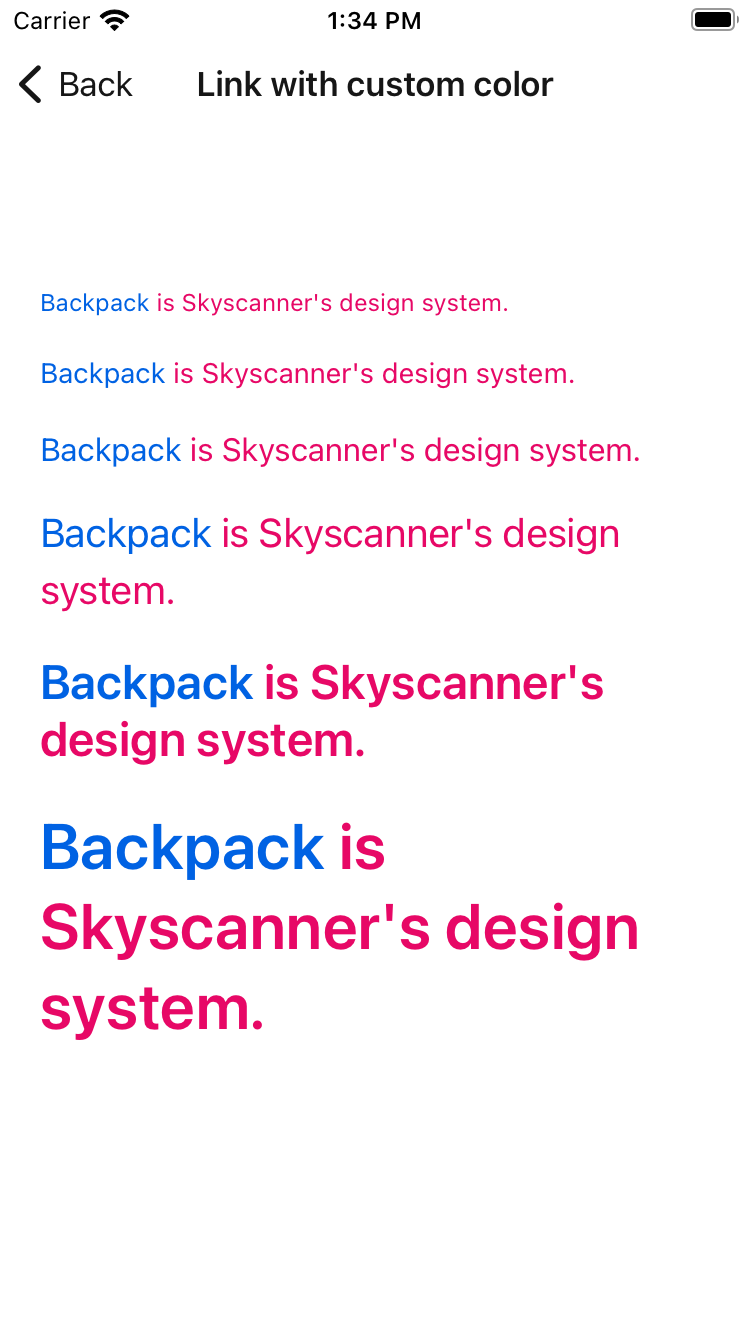 Carrier 1:34 PM
Back Link with custom color
Backpack is Skyscanner's design system.
Backpack is Skyscanner's design system.
Backpack is Skyscanner's design system.
Backpack is Skyscanner's design
system.
Backpack is Skyscanner's
design system.
Backpack is
Skyscanner's design
system.